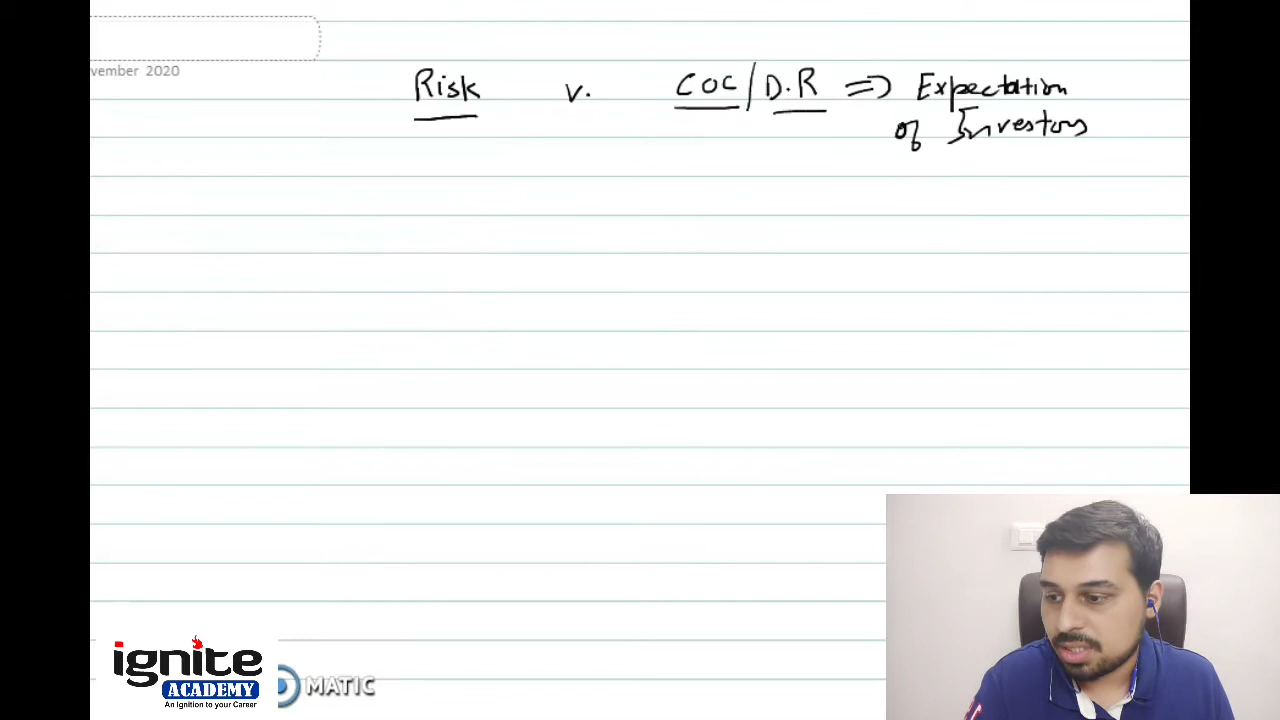 vember 2020
Risk v. COC/D.R ⇒ Expectation
of Investors
ignite
ACADEMY
An Ignition to your Career
MATIC